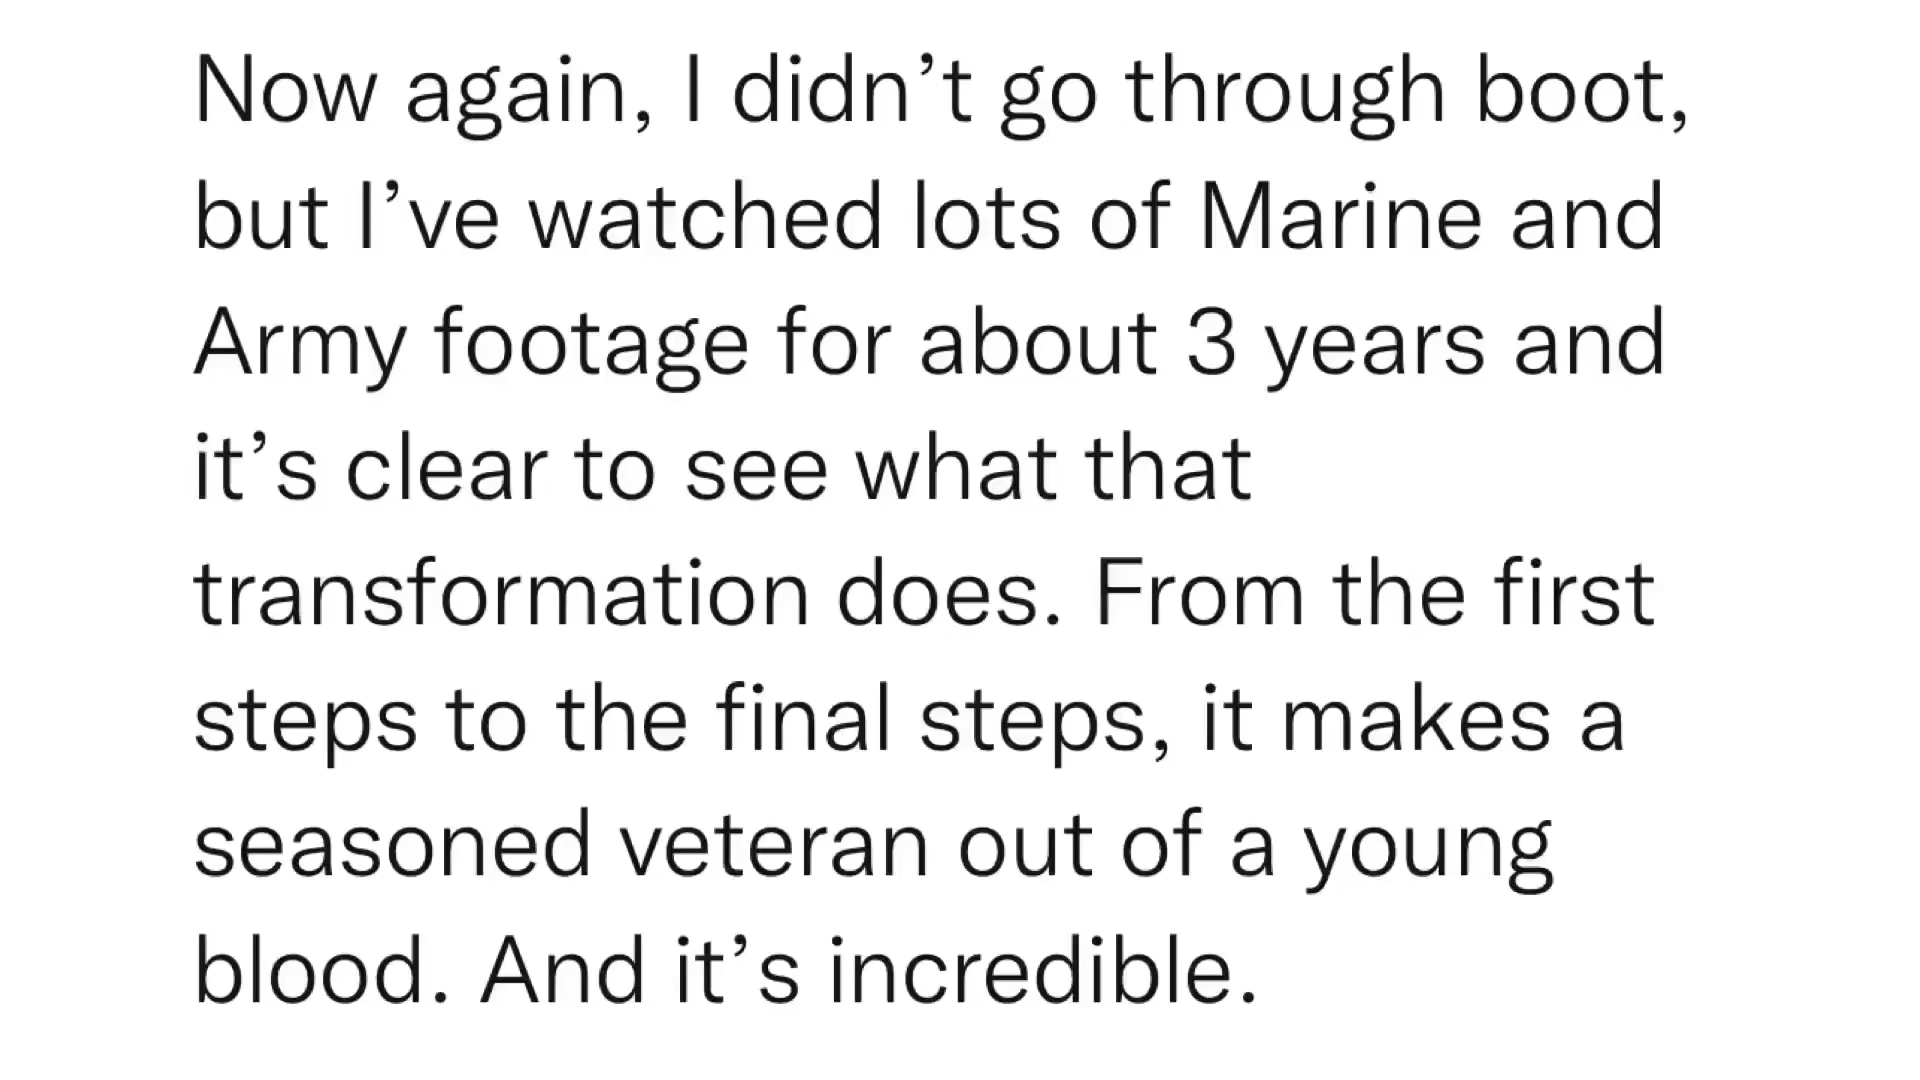 Now again, I didn’t go through boot,
but I’ve watched lots of Marine and
Army footage for about 3 years and
it’s clear to see what that
transformation does. From the first
steps to the final steps, it makes a
seasoned veteran out of a young
blood. And it’s incredible.